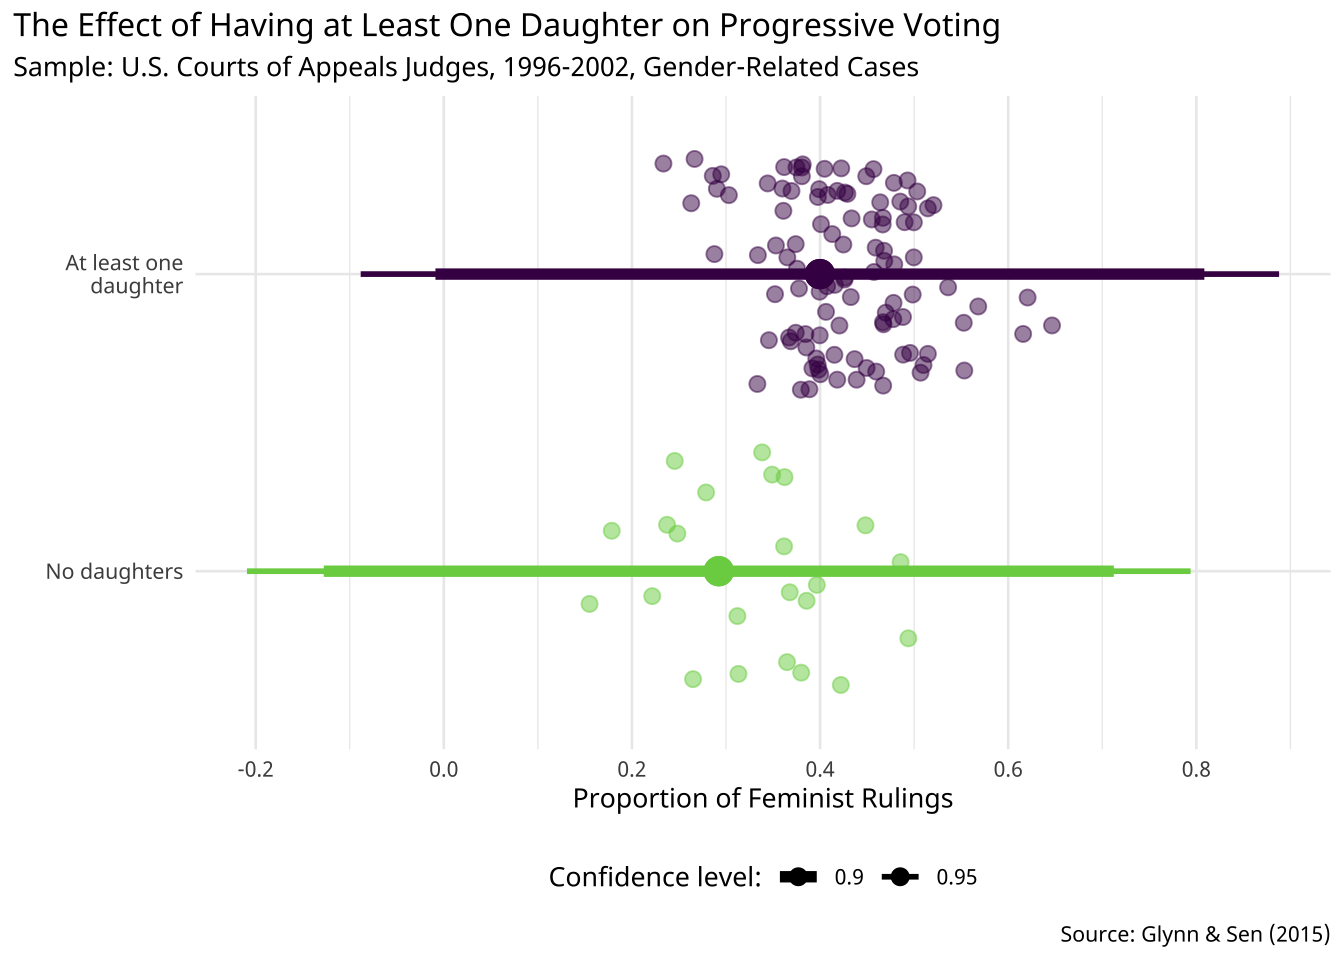 The Effect of Having at Least One Daughter on Progressive Voting
Sample: U.S. Courts of Appeals Judges, 1996-2002, Gender-Related Cases
At least one
daughter
No daughters
-0.2
0.0
0.2
0.4
0.6
0.8
Proportion of Feminist Rulings
Confidence level:
0.9
0.95
Source: Glynn & Sen (2015)